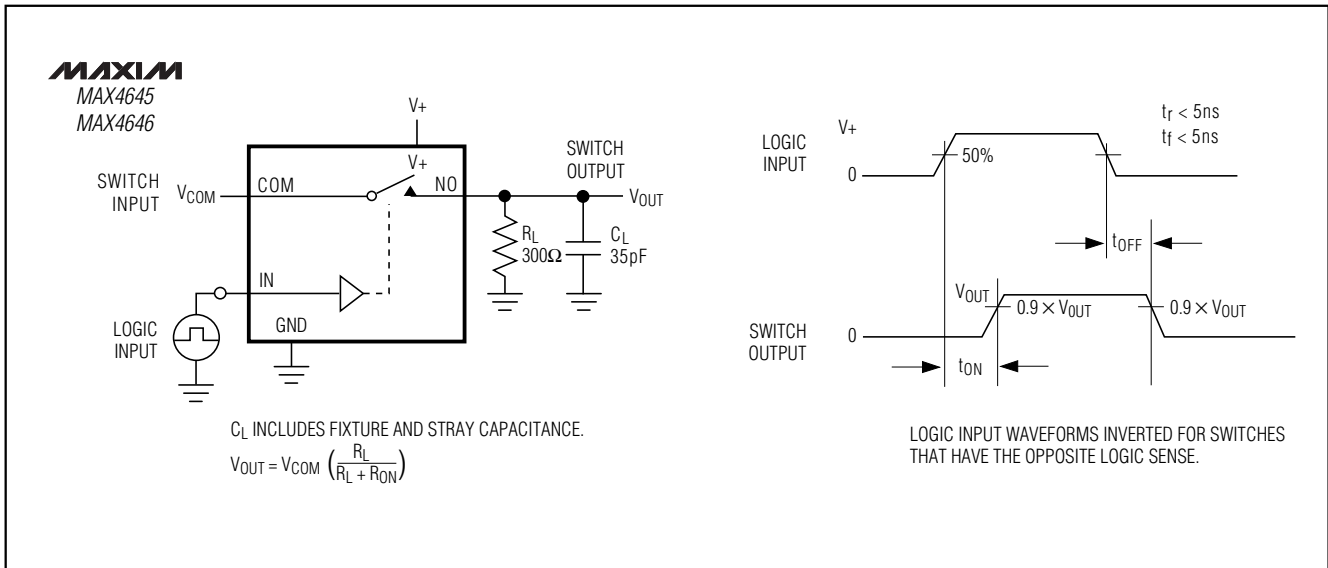 MAXIM
MAX4645
MAX4646
V+
V+
SWITCH
INPUT
VCOM
COM
NO
SWITCH
OUTPUT
VOUT
RL
300Ω
CL
35pF
IN
LOGIC
INPUT
GND
CL INCLUDES FIXTURE AND STRAY CAPACITANCE.
VOUT = VCOM (RL / RL + RON)
LOGIC
INPUT
V+
0
50%
tr < 5ns
tf < 5ns
tOFF
SWITCH
OUTPUT
VOUT
0
0.9 × VOUT
0.9 × VOUT
tON
LOGIC INPUT WAVEFORMS INVERTED FOR SWITCHES
THAT HAVE THE OPPOSITE LOGIC SENSE.